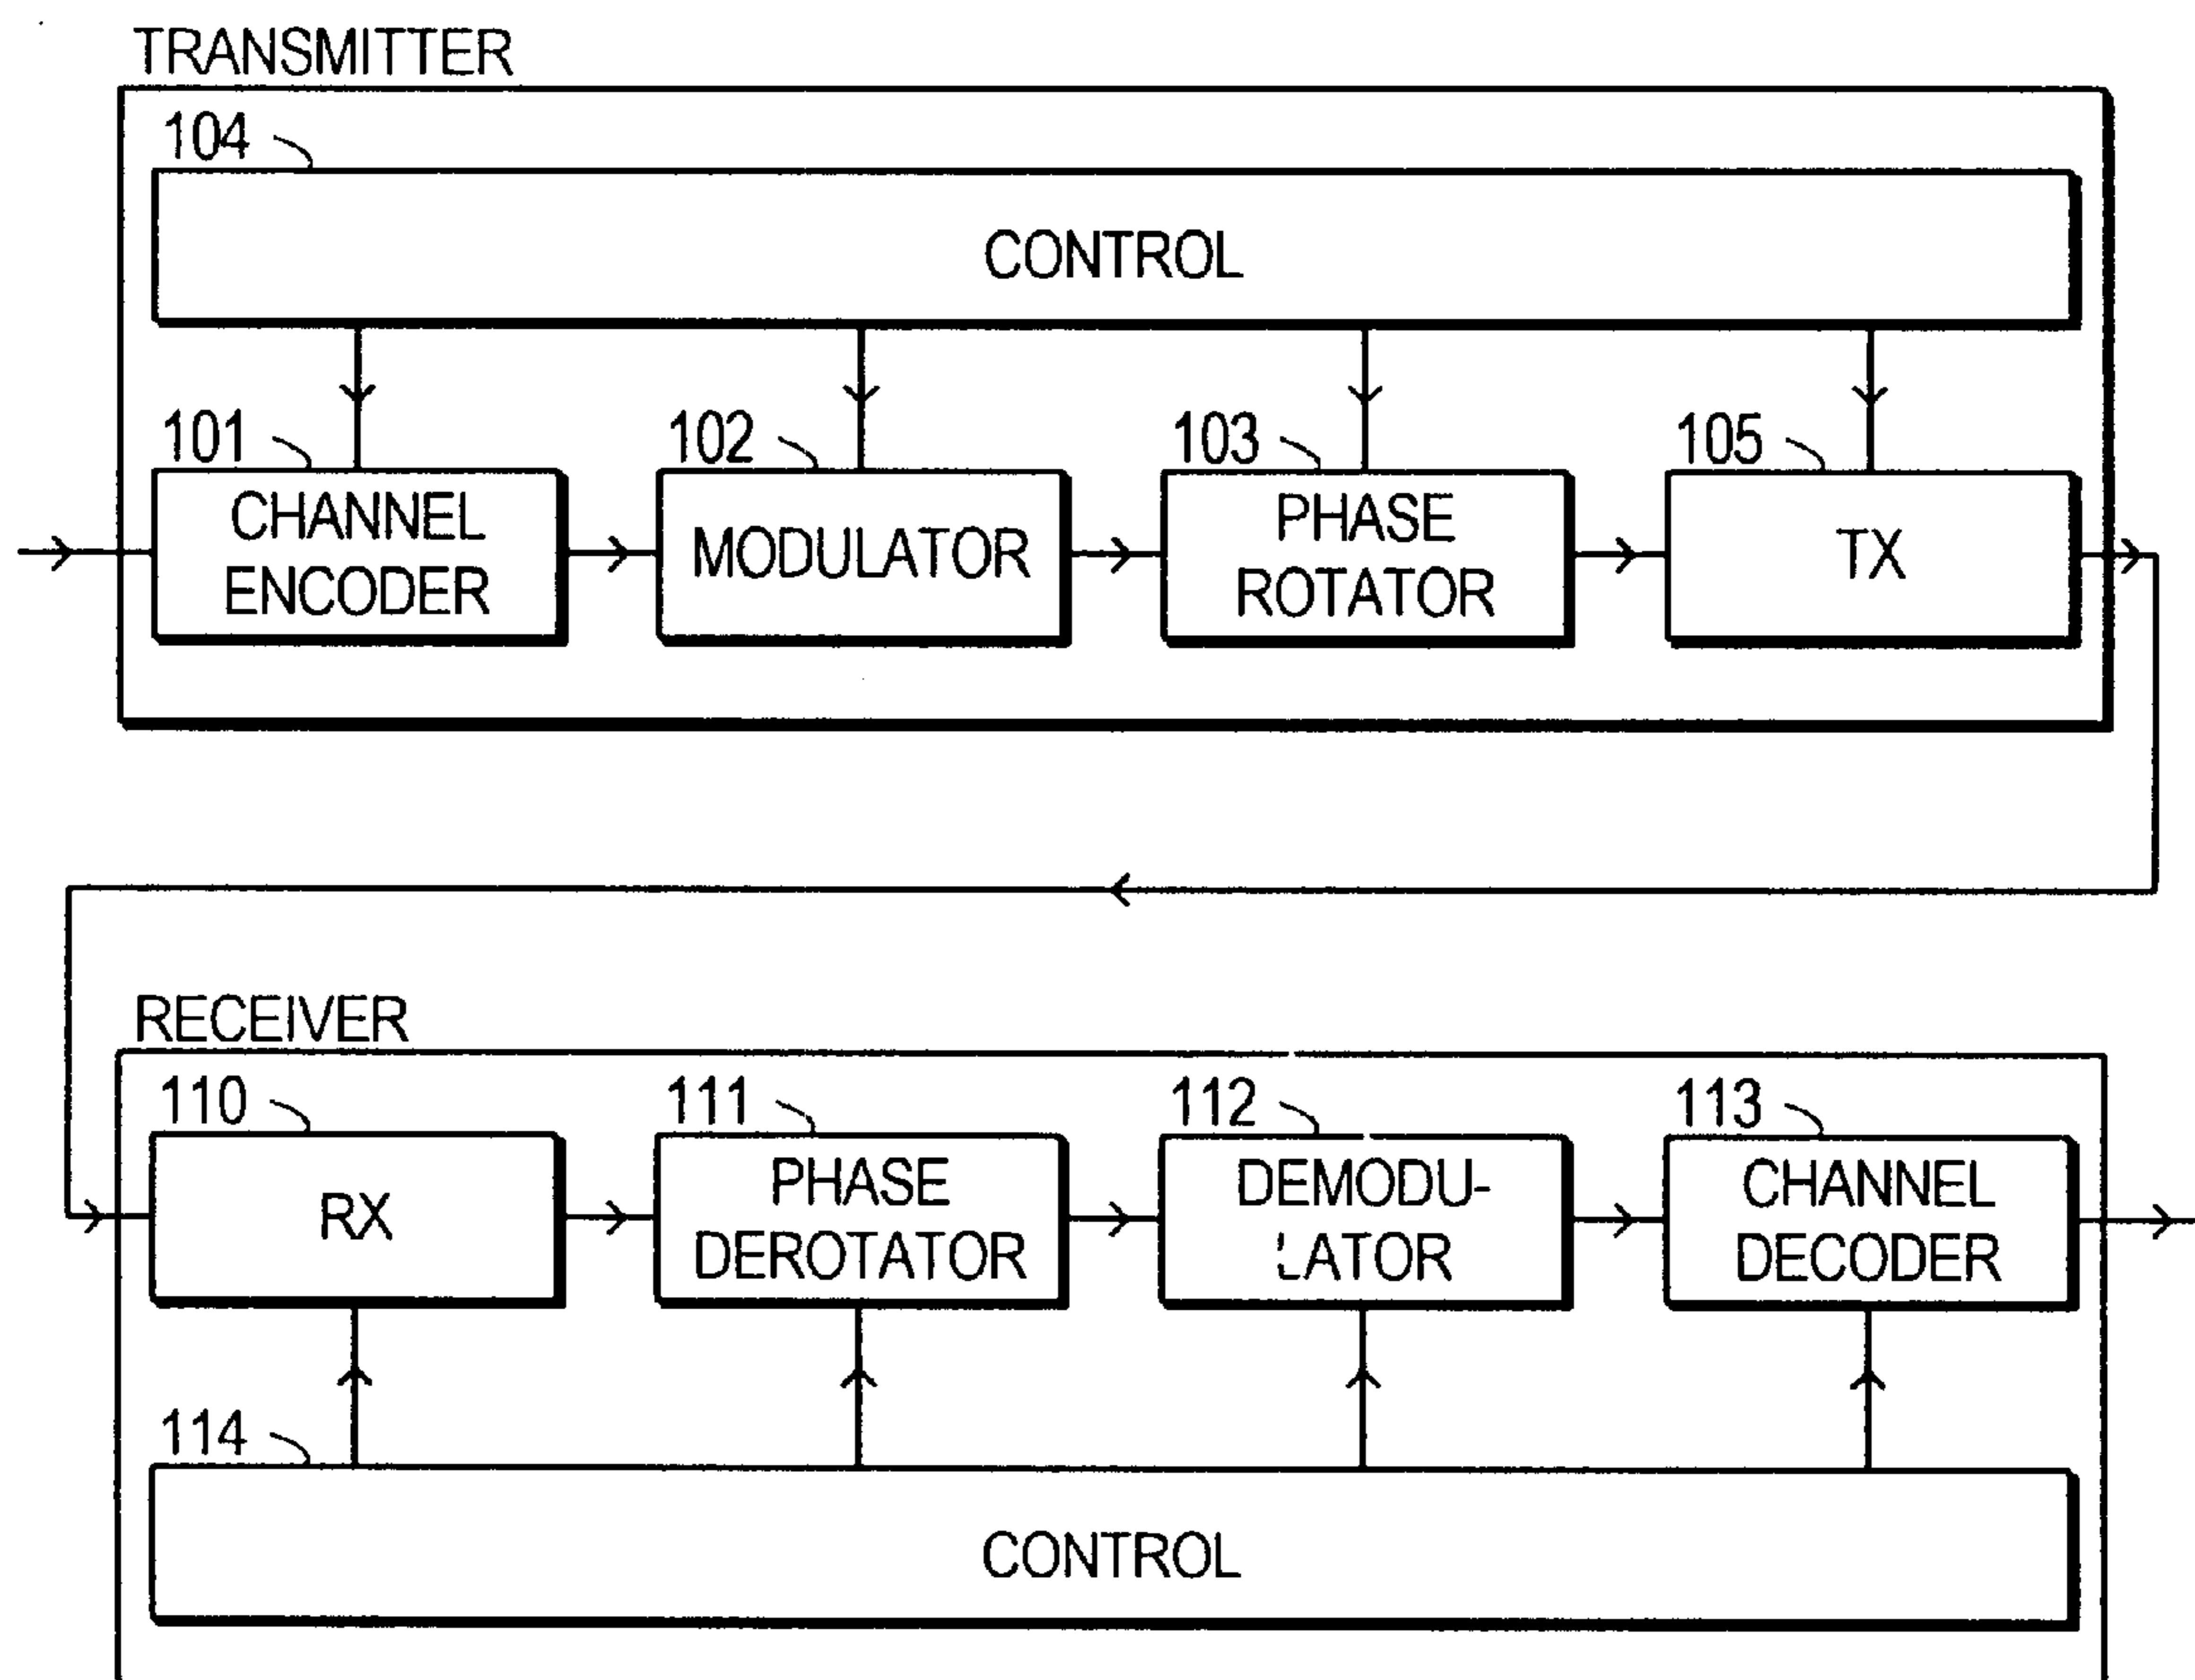 TRANSMITTER
104
CONTROL
101
102
103
105
CHANNEL
ENCODER
MODULATOR
PHASE
ROTATOR
TX
RECEIVER
110
111
112
113
RX
PHASE
DEROTATOR
DEMODU-
LATOR
CHANNEL
DECODER
114
CONTROL